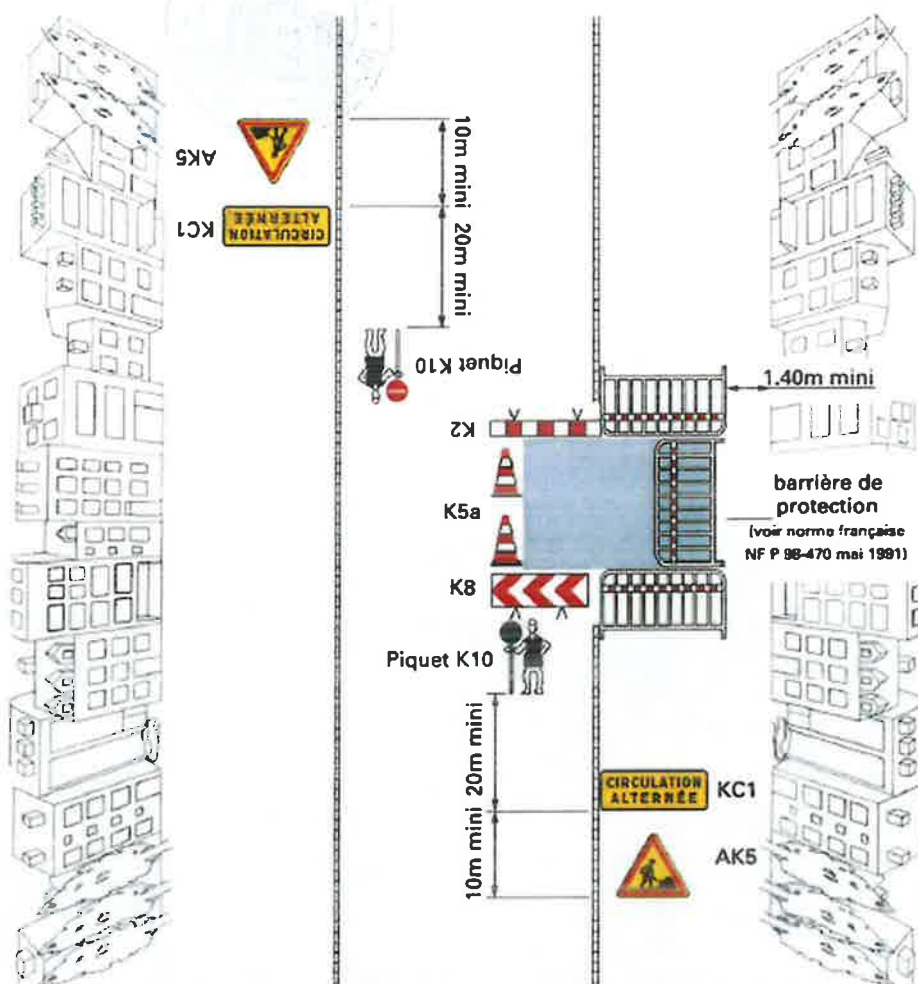 AK5
10m mini
CIRCULATION
ALTERNÉE
KC1
20m mini
Piquet K10
1.40m mini
K2
K5a
barrière de
protection
(voir norme française
NF P 98-470 mai 1991)
K8
Piquet K10
20m mini
CIRCULATION
ALTERNÉE
KC1
10m mini
AK5